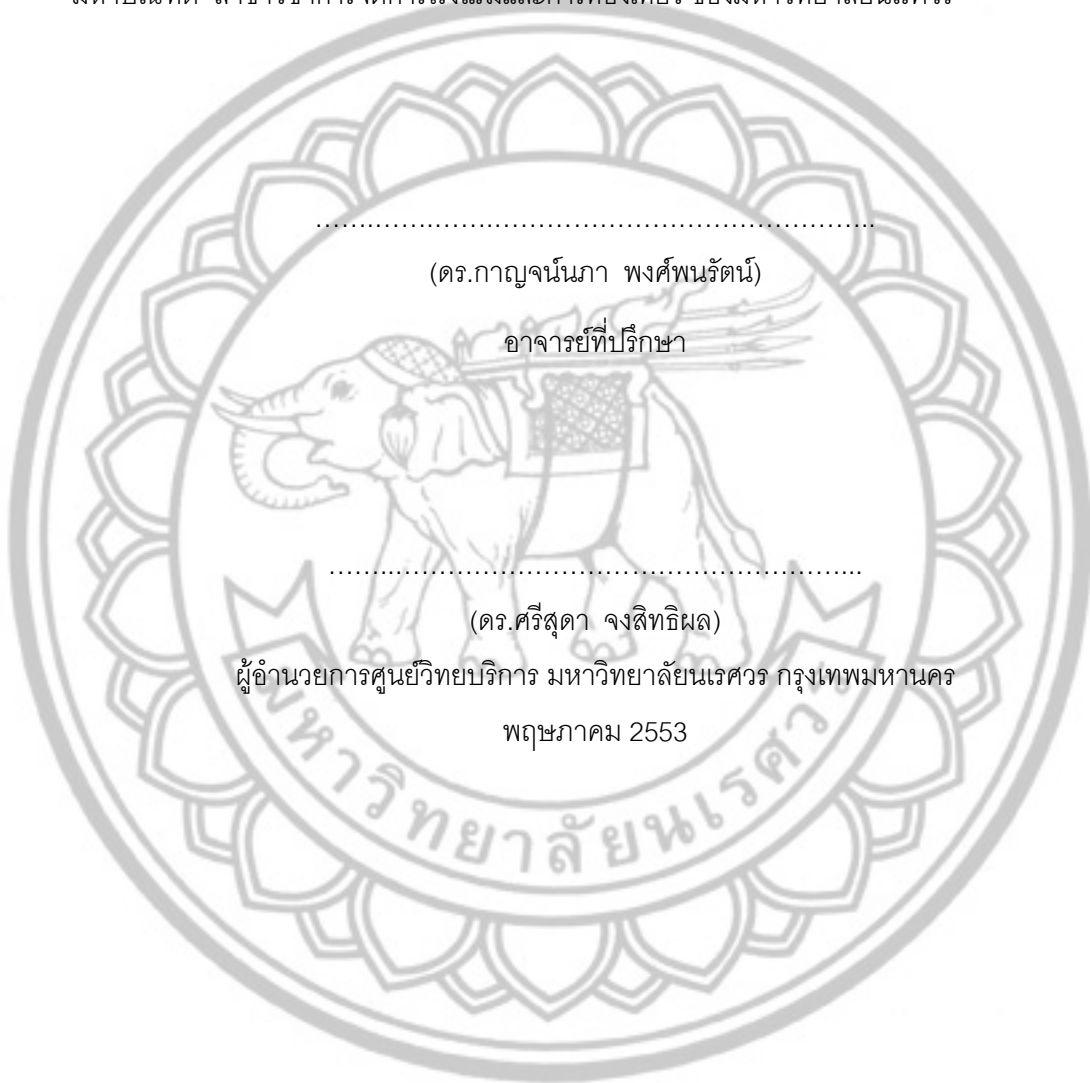 ……………………………………………………..
(ดร.กาญจน์นภา พงศ์พนรัตน์)
อาจารย์ที่ปรึกษา
……………………………………………………...
(ดร.ศรีสุดา จงสิทธิผล)
ผู้อำนวยการศูนย์วิทยบริการ มหาวิทยาลัยนเรศวร กรุงเทพมหานคร
พฤษภาคม 2553
มหาวิทยาลัยนเรศวร